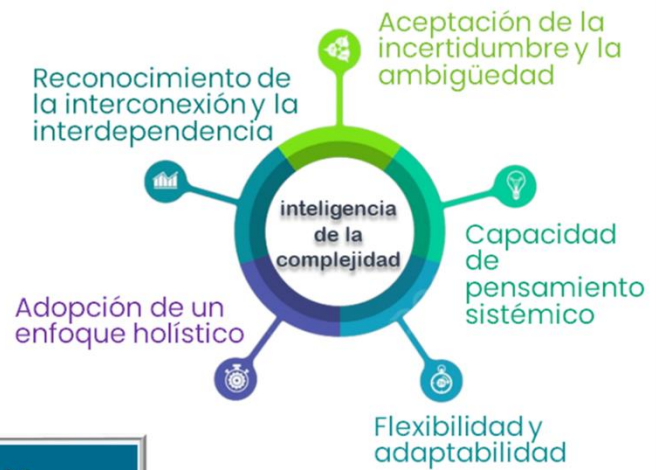 Aceptación de la
incertidumbre y la
ambigüedad
Reconocimiento de
la interconexión y la
interdependencia
inteligencia
de la
complejidad
Capacidad
de
pensamiento
sistémico
Adopción de un
enfoque holístico
Flexibilidad y
adaptabilidad